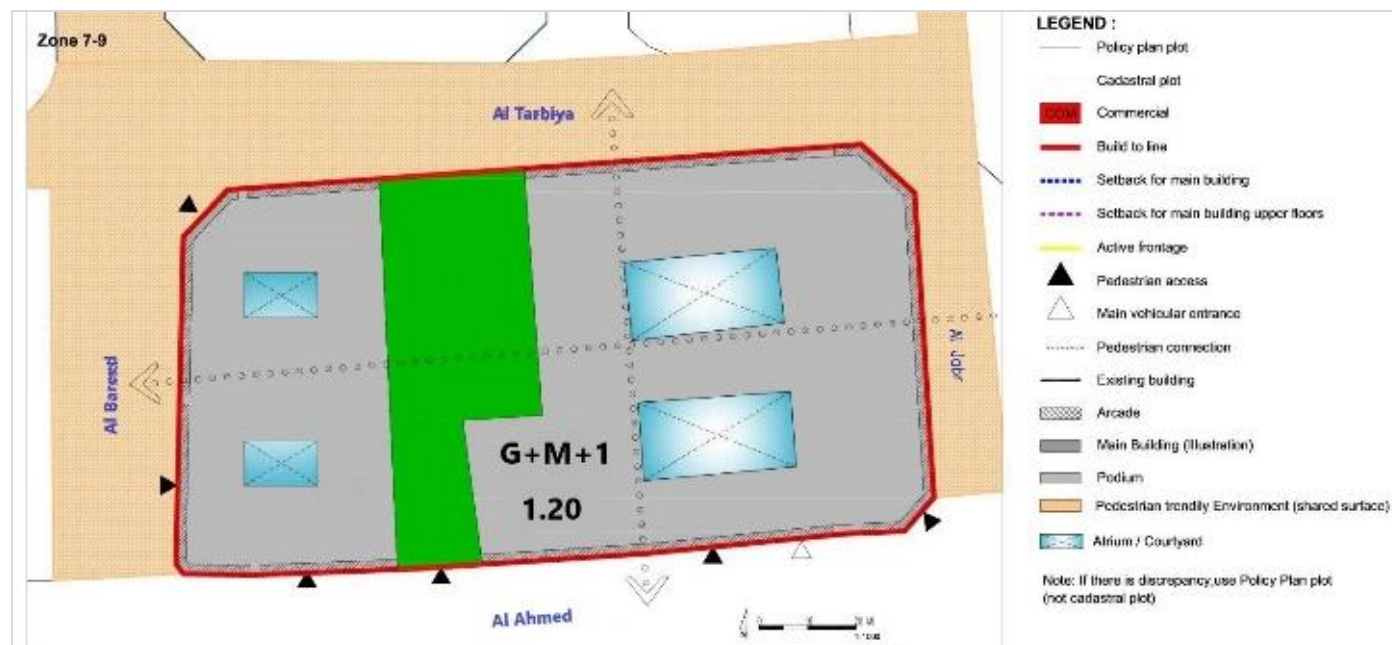 Zone 7-9
Al Tarbiya
Al Bareed
Al Jabr
G+M+1
1.20
Al Ahmed
LEGEND :
Policy plan plot
Cadastral plot
COM
Commercial
Build to line
Setback for main building
Setback for main building upper floors
Active frontage
Pedestrian access
Main vehicular entrance
Pedestrian connection
Existing building
Arcade
Main Building (Illustration)
Podium
Pedestrian trendily Environment (shared surface)
Atrium / Courtyard
Note: If there is discrepancy,use Policy Plan plot
(not cadastral plot)